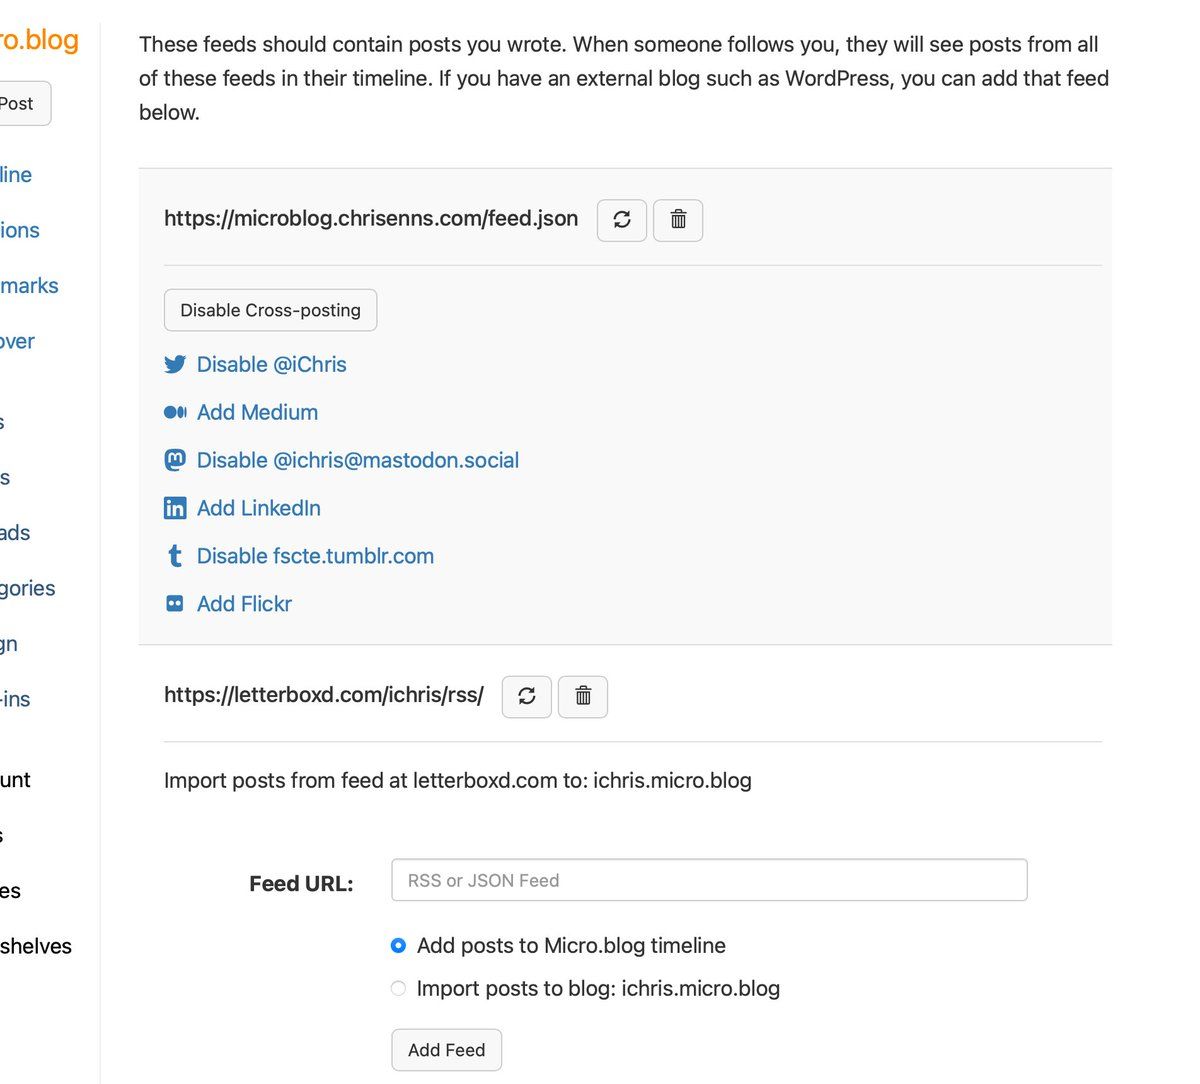 ro.blog
Post
line
ions
marks
over
s
s
ads
gories
gn
-ins
unt
s
es
shelves
These feeds should contain posts you wrote. When someone follows you, they will see posts from all
of these feeds in their timeline. If you have an external blog such as WordPress, you can add that feed
below.
https://microblog.chrisenns.com/feed.json
Disable Cross-posting
Disable @iChris
Add Medium
Disable @ichris@mastodon.social
Add LinkedIn
Disable fscte.tumblr.com
Add Flickr
https://letterboxd.com/ichris/rss/
Import posts from feed at letterboxd.com to: ichris.micro.blog
Feed URL: RSS or JSON Feed
Add posts to Micro.blog timeline
Import posts to blog: ichris.micro.blog
Add Feed